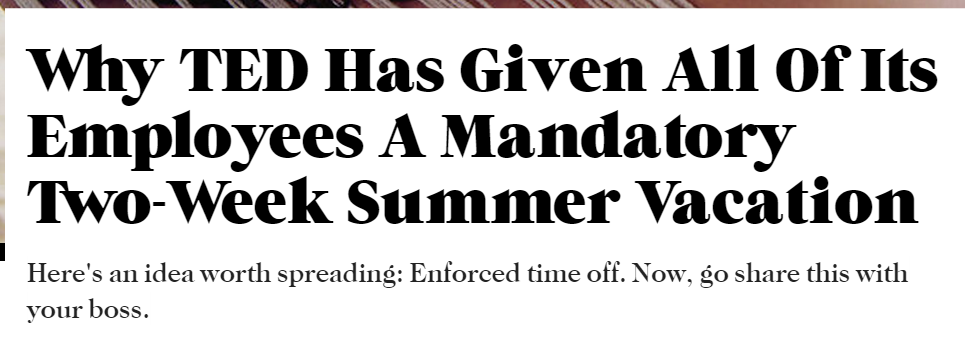 Why TED Has Given All Of Its
Employees A Mandatory
Two-Week Summer Vacation
Here's an idea worth spreading: Enforced time off. Now, go share this with
your boss.